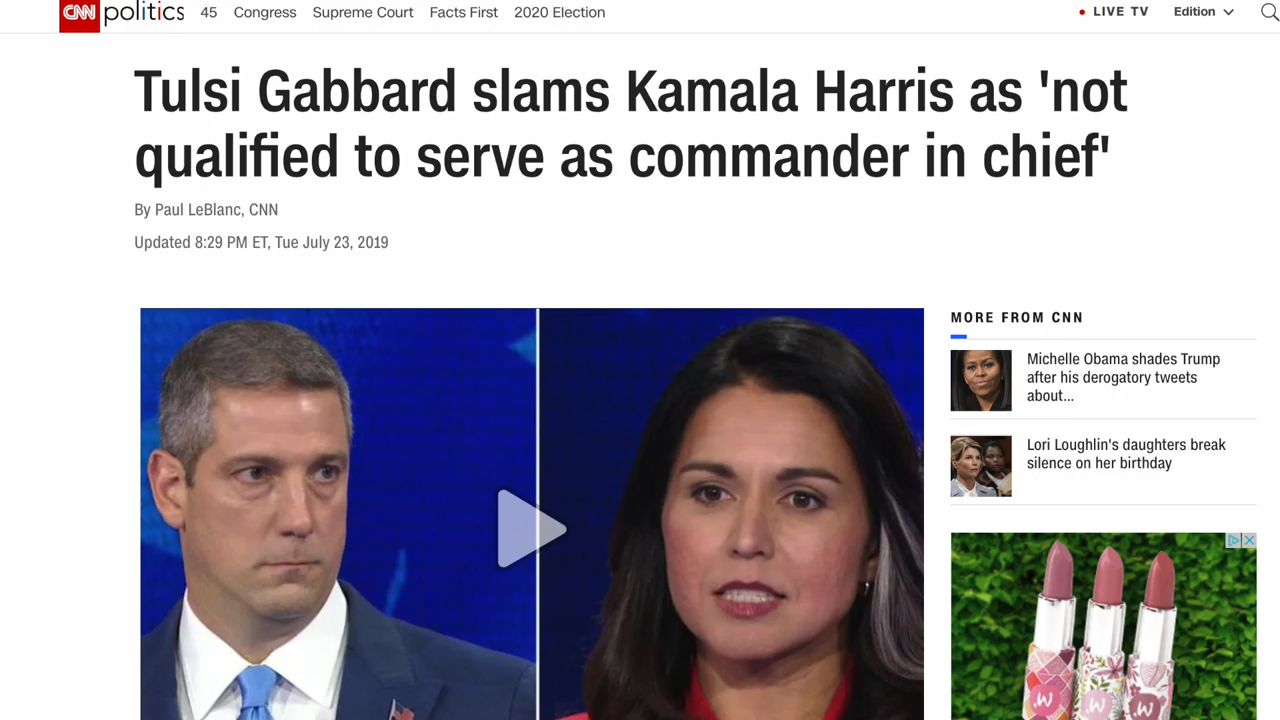 CNN politics 45 Congress Supreme Court Facts First 2020 Election LIVE TV Edition
Tulsi Gabbard slams Kamala Harris as 'not
qualified to serve as commander in chief'
By Paul LeBlanc, CNN
Updated 8:29 PM ET, Tue July 23, 2019
MORE FROM CNN
Michelle Obama shades Trump
after his derogatory tweets
about...
Lori Loughlin's daughters break
silence on her birthday
.w .w .w